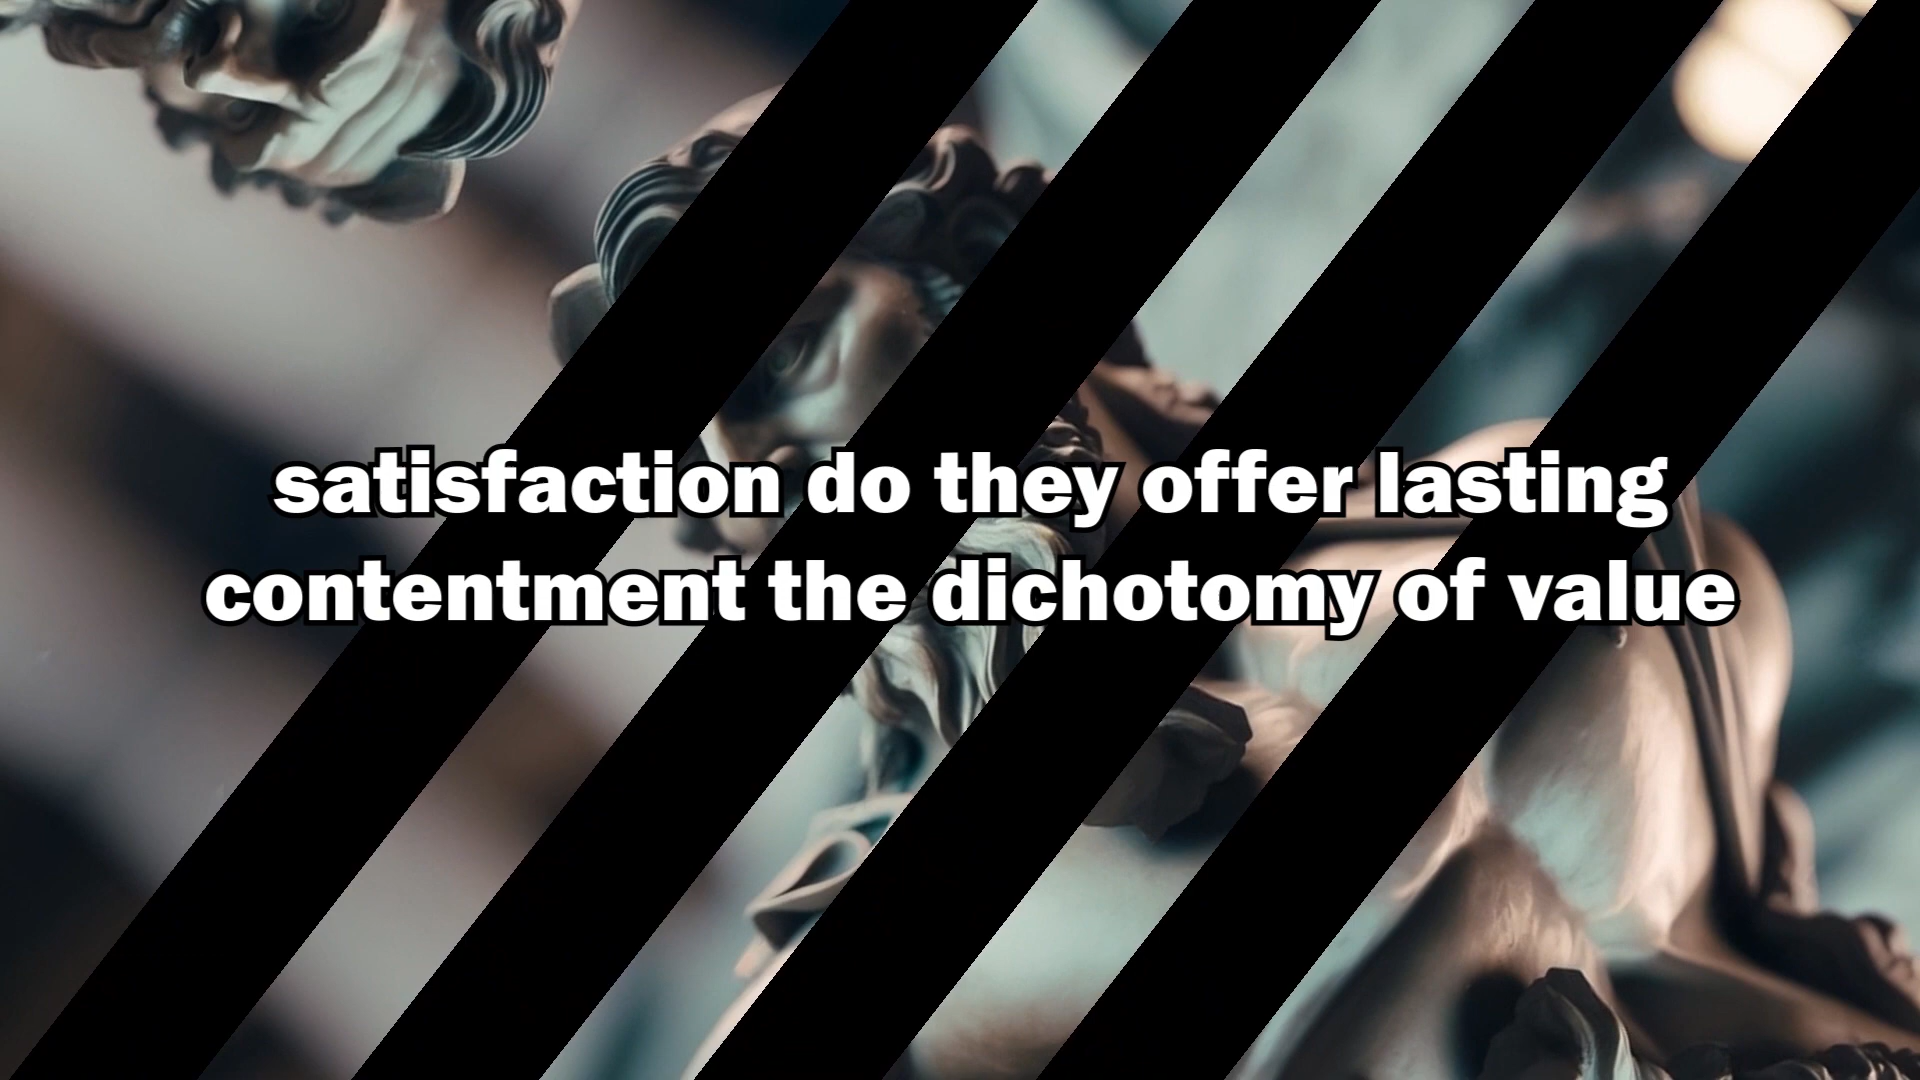 satisfaction do they offer lasting
contentment the dichotomy of value